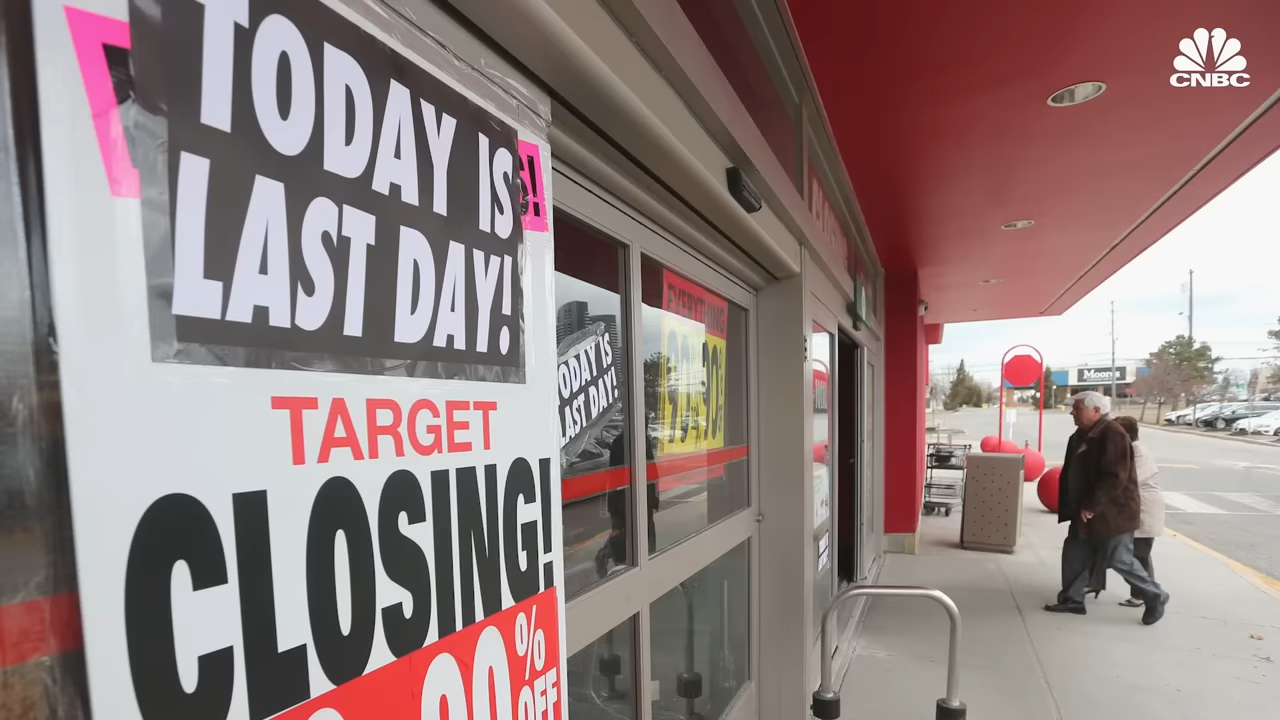 TODAY IS
LAST DAY!
TARGET
CLOSING!
% OFF
TODAY IS
LAST DAY!
EVERYTHING
Moores
CNBC